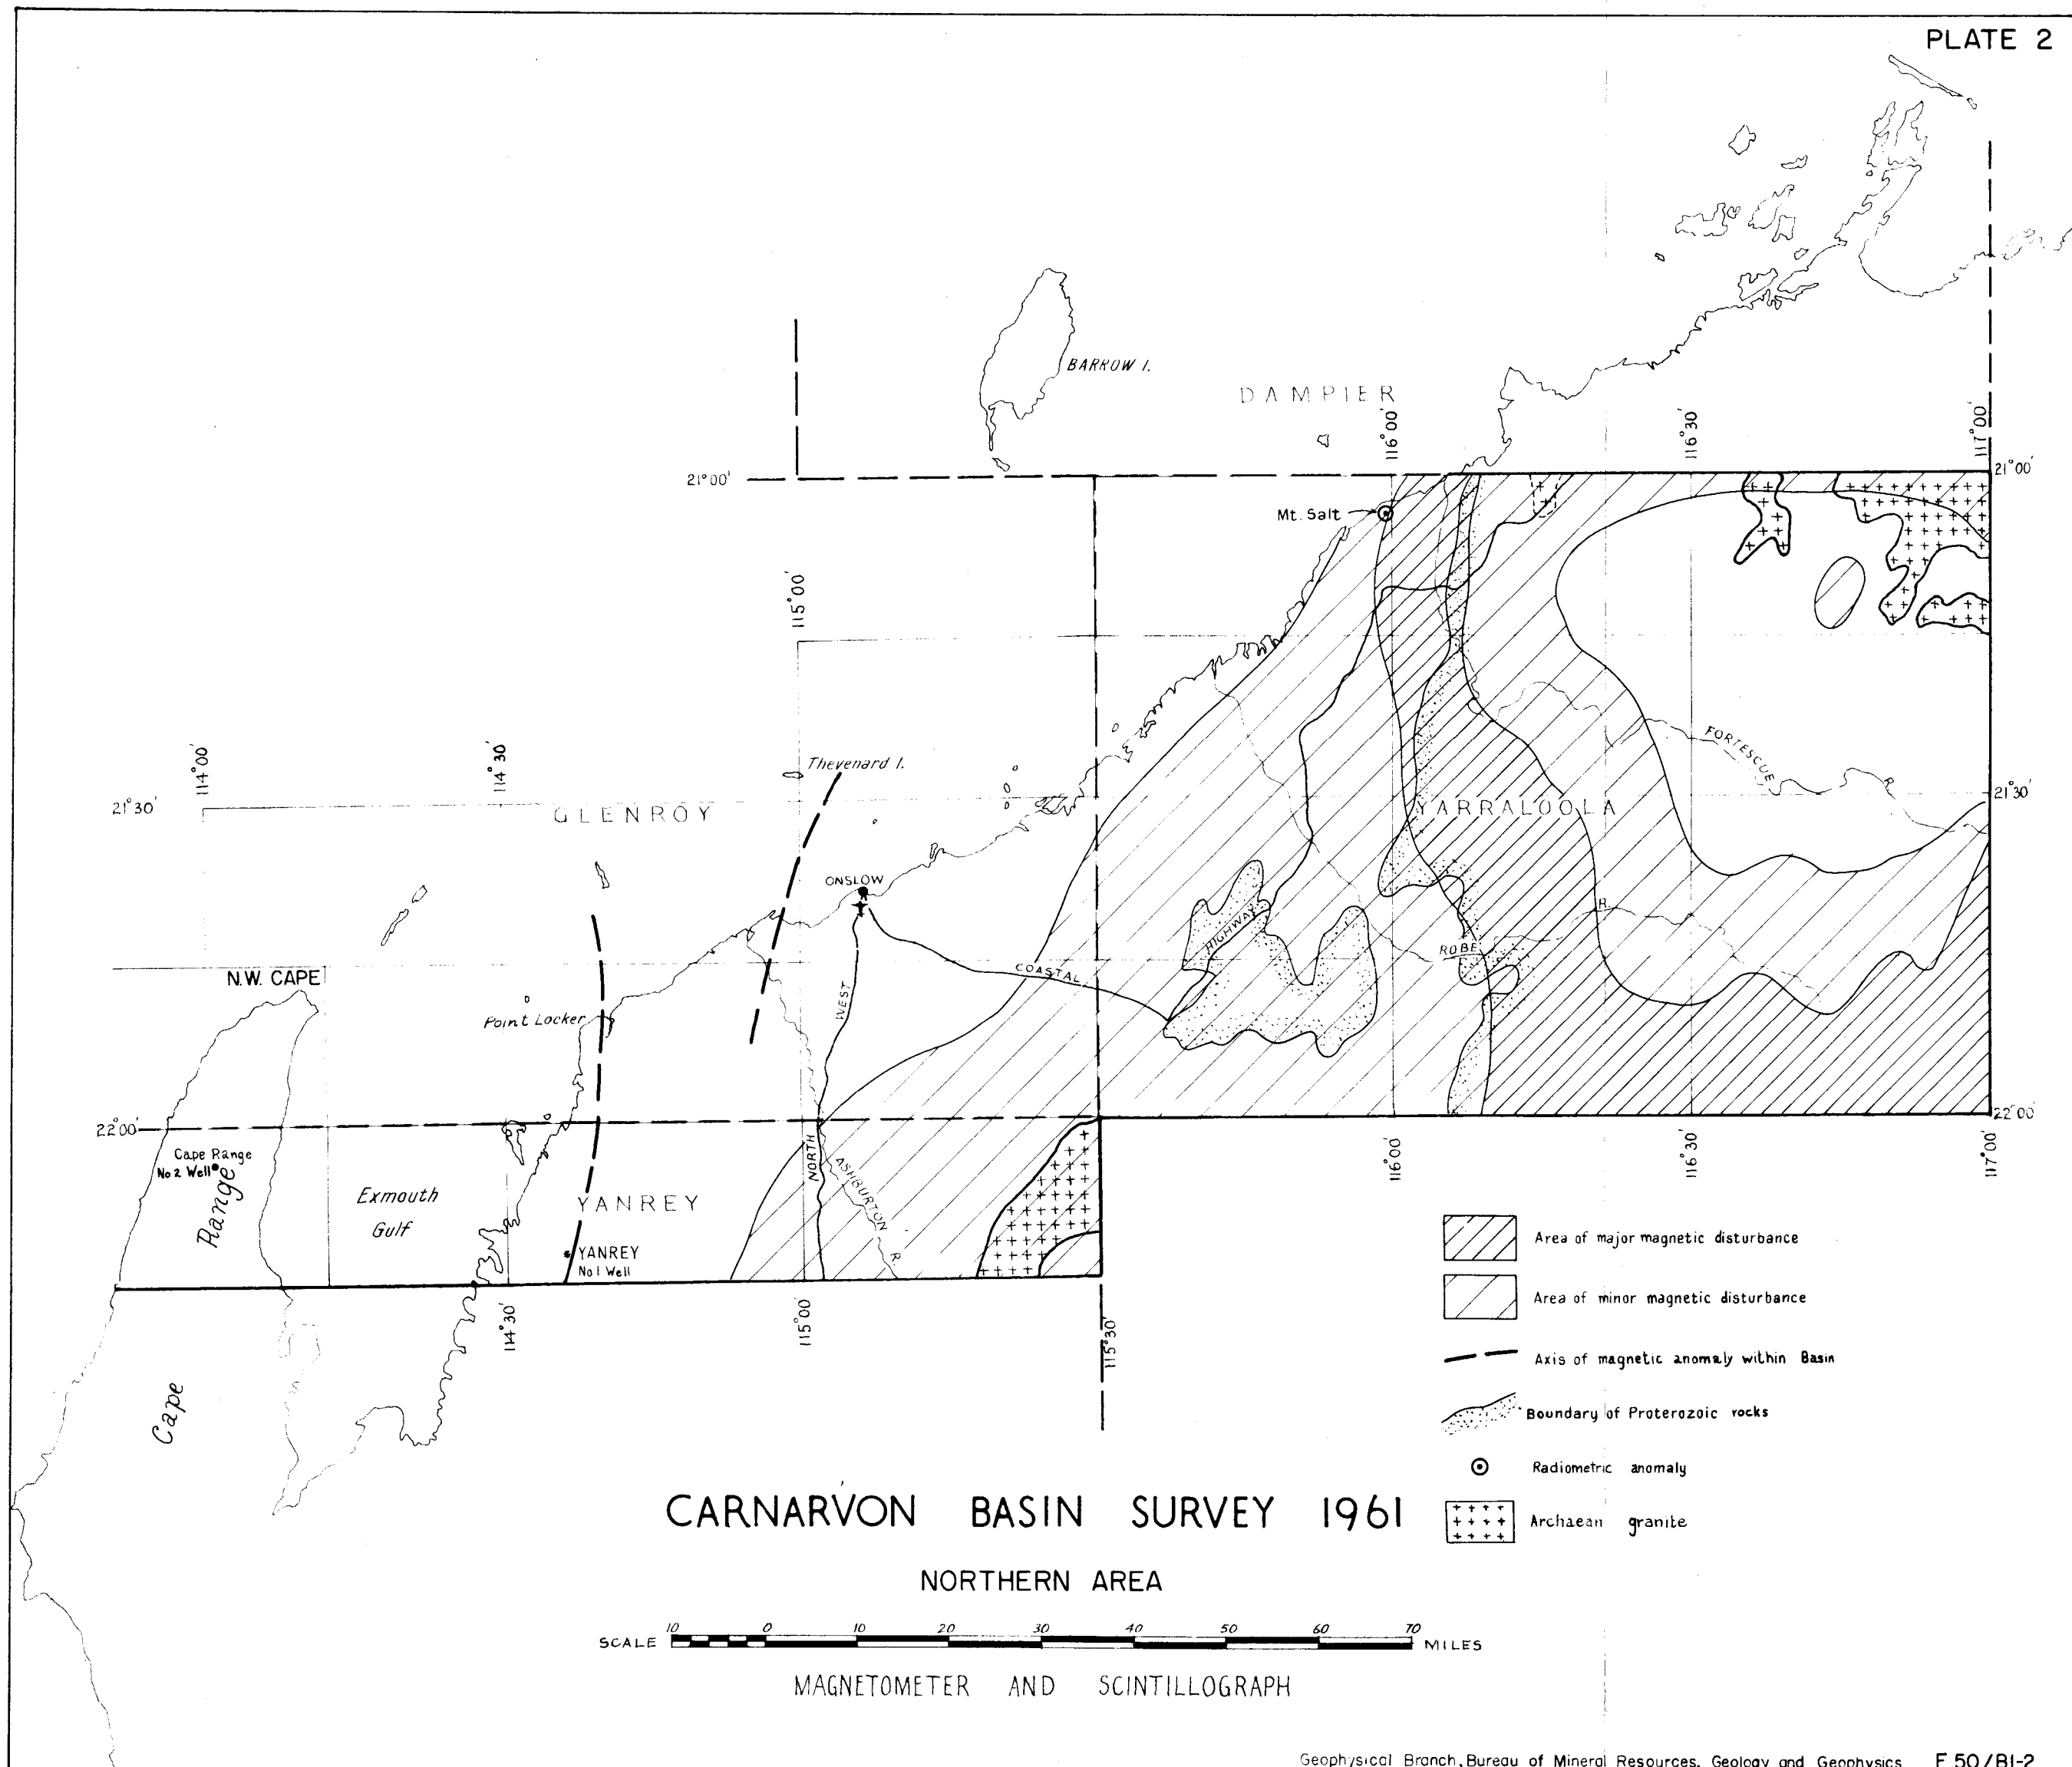 PLATE 2
BARROW I.
DAMPIER
116°00'
116°30'
117°00'
21°00'
21°00'
Mt. Salt
115°00'
FORTESCUE R.
Thevenard I.
114°00'
114°30'
21°30'
GLENROY
YARRALOOLA
21°30'
ONSLOW
HIGHWAY
R.
ROBE
N.W. CAPE
COASTAL
WEST
Point Locker
22°00'
22°00'
Cape Range
No 2 Well
Range
Exmouth
Gulf
YANREY
NORTH
ASHBURTON R.
116°00'
116°30'
117°00'
YANREY
No 1 Well
114°30'
115°00'
115°30'
Cape
Area of major magnetic disturbance
Area of minor magnetic disturbance
Axis of magnetic anomaly within Basin
Boundary of Proterozoic rocks
Radiometric anomaly
Archaean granite
CARNARVON BASIN SURVEY 1961
NORTHERN AREA
SCALE 10 0 10 20 30 40 50 60 70 MILES
MAGNETOMETER AND SCINTILLOGRAPH
Geophysical Branch, Bureau of Mineral Resources, Geology and Geophysics F 50/B1-2